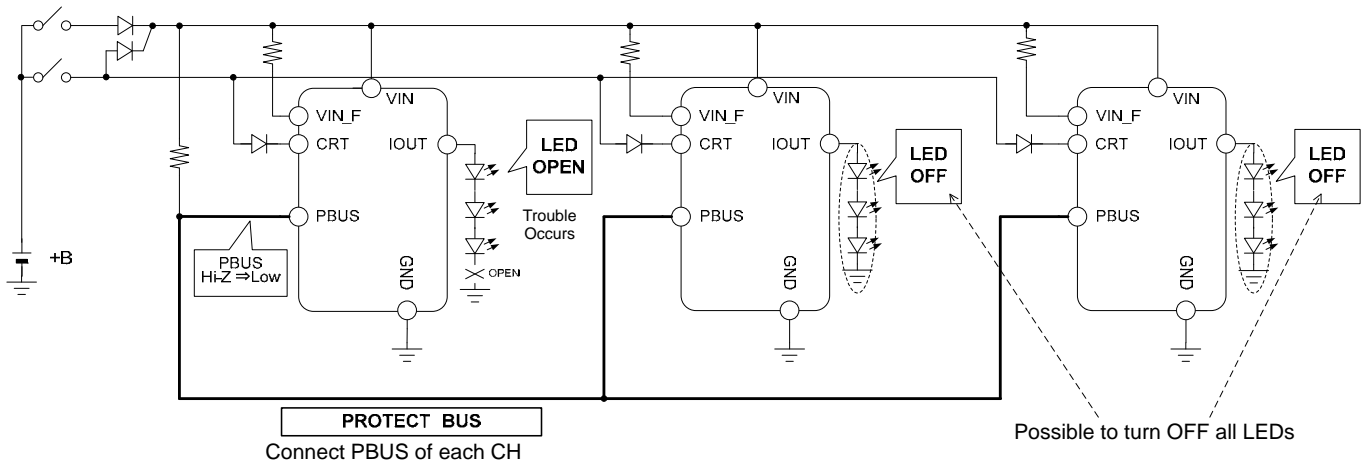 VIN
VIN_F
CRT
IOUT
PBUS
GND
LED
OPEN
Trouble
Occurs
OPEN
PBUS
Hi-Z ⇒Low
+B
VIN
VIN_F
CRT
IOUT
PBUS
GND
LED
OFF
VIN
VIN_F
CRT
IOUT
PBUS
GND
LED
OFF
PROTECT BUS
Connect PBUS of each CH
Possible to turn OFF all LEDs